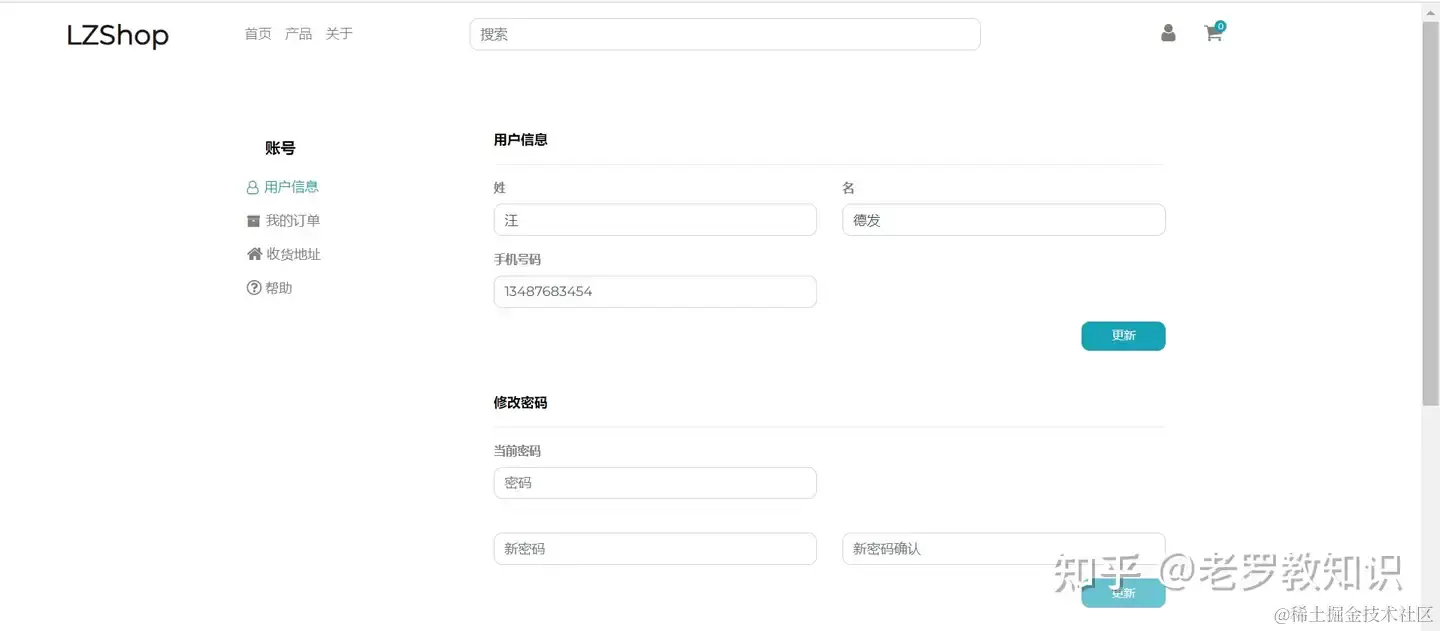 LZShop 首页 产品 关于 搜索 0
账号
用户信息
我的订单
收货地址
帮助
用户信息
姓 名
汪 德发
手机号码
13487683454
更新
修改密码
当前密码
密码
新密码 新密码确认
更新
知乎 @老罗教知识
@稀土掘金技术社区